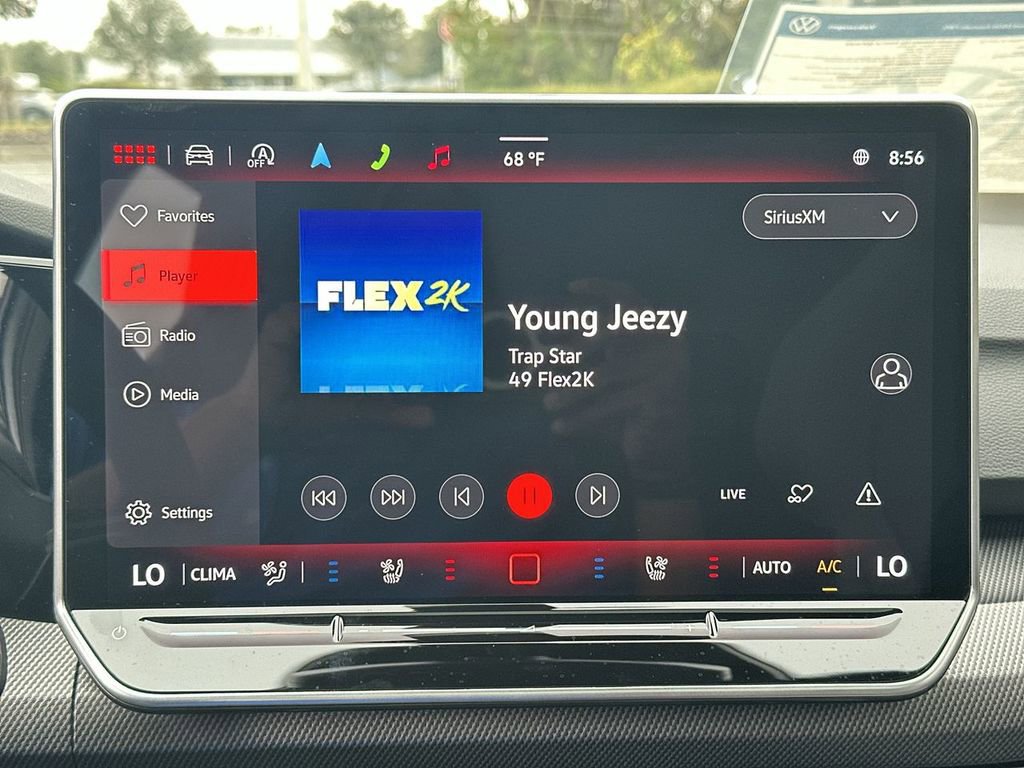 A
OFF
68 °F
8:56
Favorites
SiriusXM
Player
FLEX2K
Young Jeezy
Trap Star
49 Flex2K
Radio
Media
Settings
LIVE
LO
CLIMA
AUTO
A/C
LO